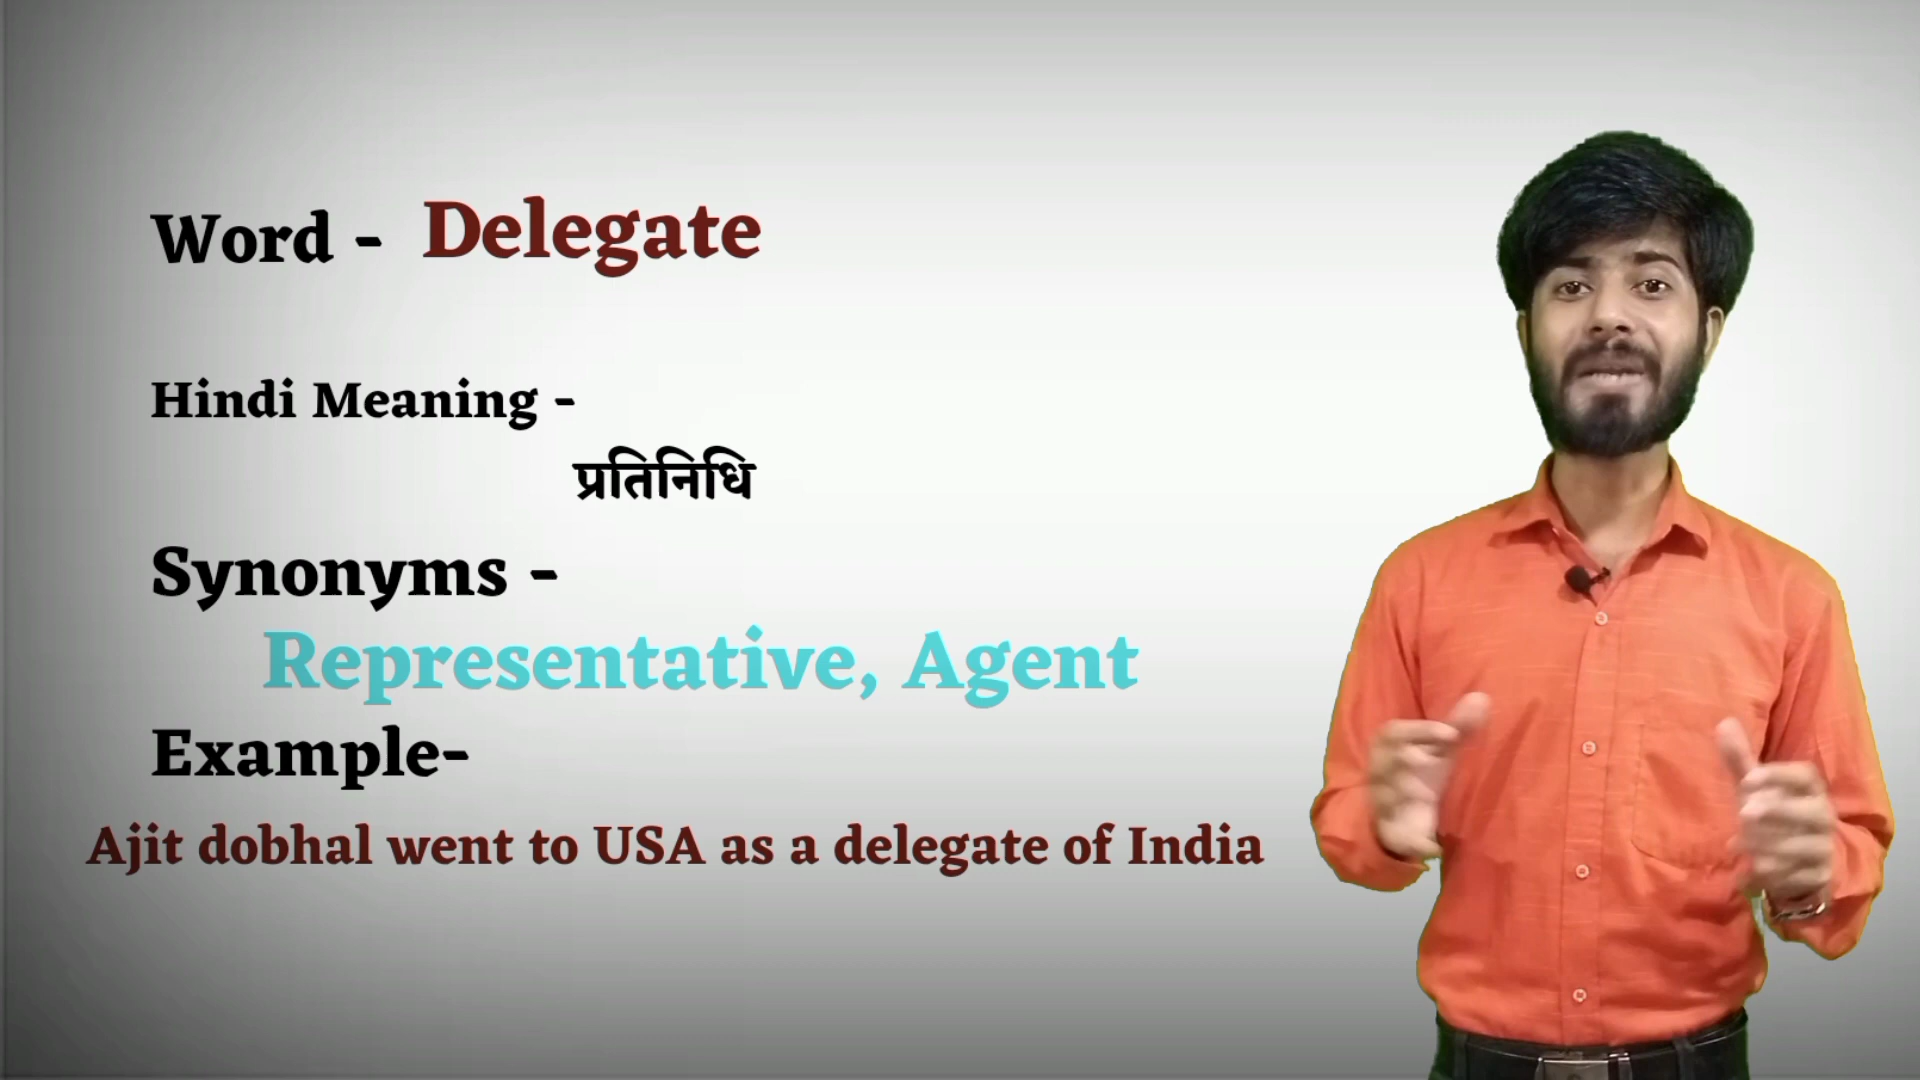 Word - Delegate
Hindi Meaning -
प्रतिनिधि
Synonyms -
Representative, Agent
Example-
Ajit dobhal went to USA as a delegate of India